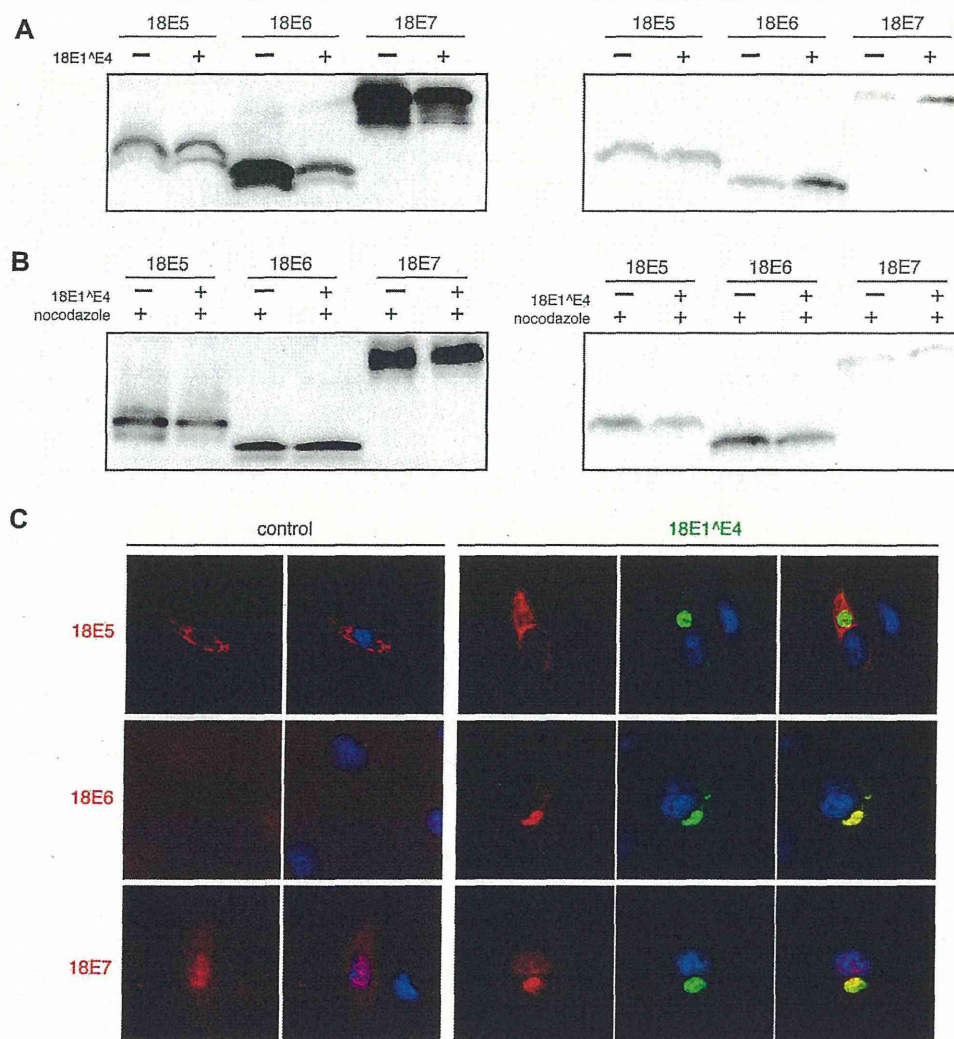 A
18E5 18E6 18E7 18E5 18E6 18E7
18E1^E4 − + − + − + − + − + − +
B
18E5 18E6 18E7 18E5 18E6 18E7
18E1^E4 − + − + − + 18E1^E4 − + − + − +
nocodazole + + + + + + nocodazole + + + + + +
C
control 18E1^E4
18E5
18E6
18E7